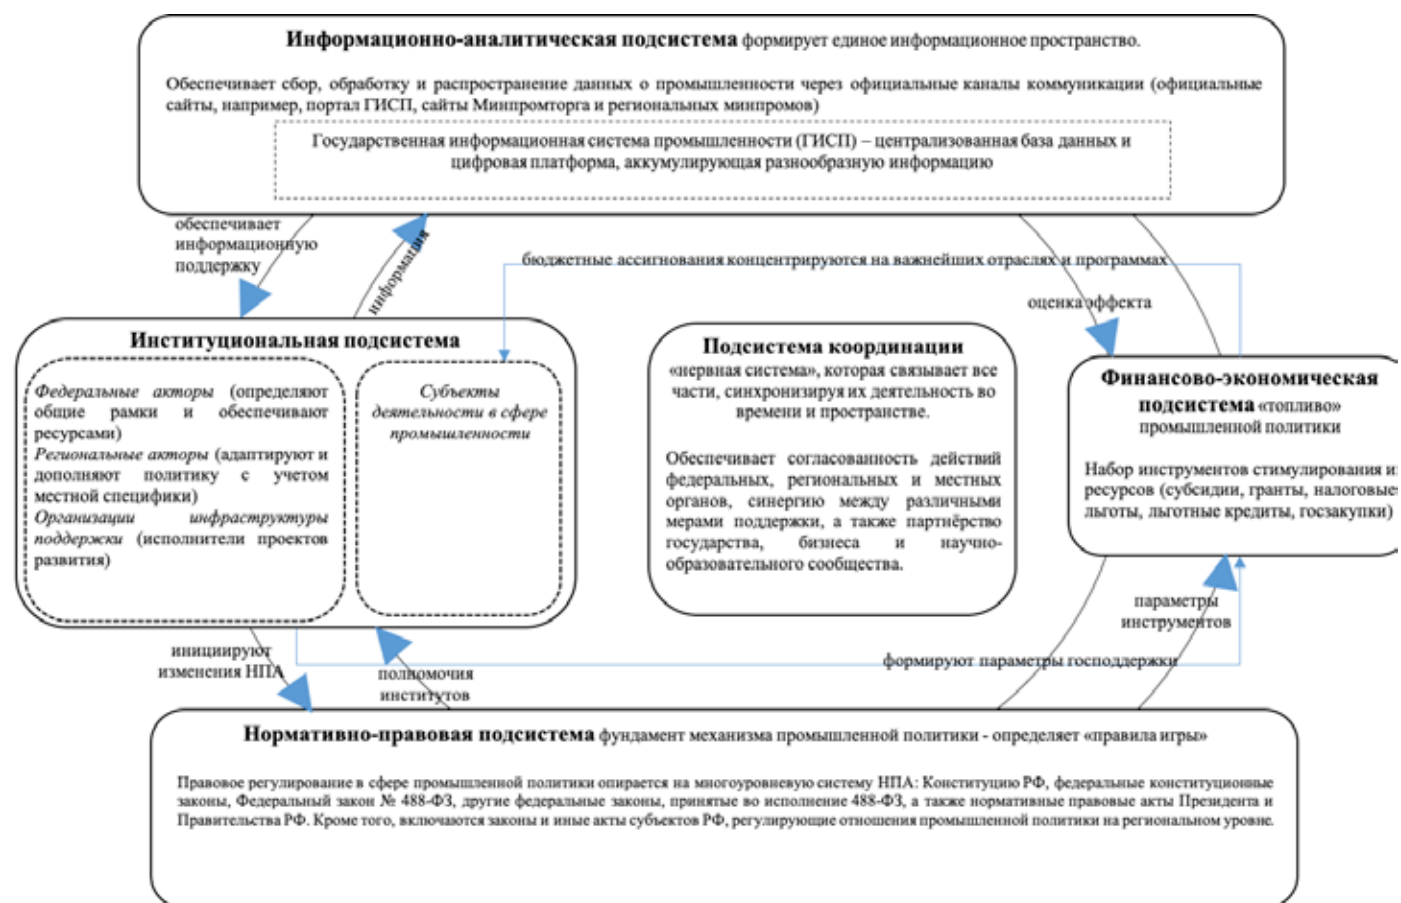 Информационно-аналитическая подсистема формирует единое информационное пространство.
Обеспечивает сбор, обработку и распространение данных о промышленности через официальные каналы коммуникации (официальные
сайты, например, портал ГИСП, сайты Минпромторга и региональных минпромов)
Государственная информационная система промышленности (ГИСП) – централизованная база данных и
цифровая платформа, аккумулирующая разнообразную информацию
обеспечивает
информационную
поддержку
информация
бюджетные ассигнования концентрируются на важнейших отраслях и программах
оценка эффекта
Институциональная подсистема
Федеральные акторы (определяют
общие рамки и обеспечивают
ресурсами)
Региональные акторы (адаптируют и
дополняют политику с учетом
местной специфики)
Организации инфраструктуры
поддержки (исполнители проектов
развития)
Субъекты
деятельности в сфере
промышленности
Подсистема координации
«нервная система», которая связывает все
части, синхронизируя их деятельность во
времени и пространстве.
Обеспечивает согласованность действий
федеральных, региональных и местных
органов, синергию между различными
мерами поддержки, а также партнёрство
государства, бизнеса и научно-
образовательного сообщества.
Финансово-экономическая
подсистема «топливо»
промышленной политики
Набор инструментов стимулирования и
ресурсов (субсидии, гранты, налоговые
льготы, льготные кредиты, госзакупки)
инициируют
изменения НПА
полномочия
институтов
формируют параметры господдержки
параметры
инструментов
Нормативно-правовая подсистема фундамент механизма промышленной политики - определяет «правила игры»
Правовое регулирование в сфере промышленной политики опирается на многоуровневую систему НПА: Конституцию РФ, федеральные конституционные
законы, Федеральный закон № 488-ФЗ, другие федеральные законы, принятые во исполнение 488-ФЗ, а также нормативные правовые акты Президента и
Правительства РФ. Кроме того, включаются законы и иные акты субъектов РФ, регулирующие отношения промышленной политики на региональном уровне.